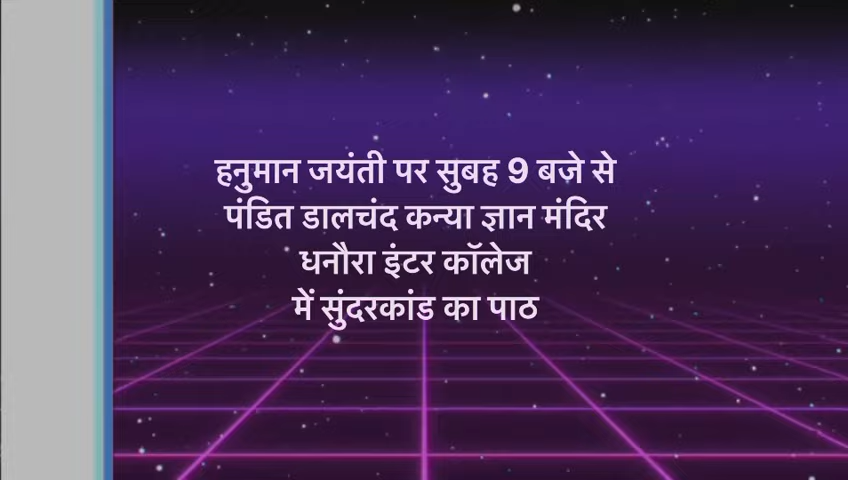 हनुमान जयंती पर सुबह 9 बजे से
पंडित डालचंद कन्या ज्ञान मंदिर
धनौरा इंटर कॉलेज
में सुंदरकांड का पाठ